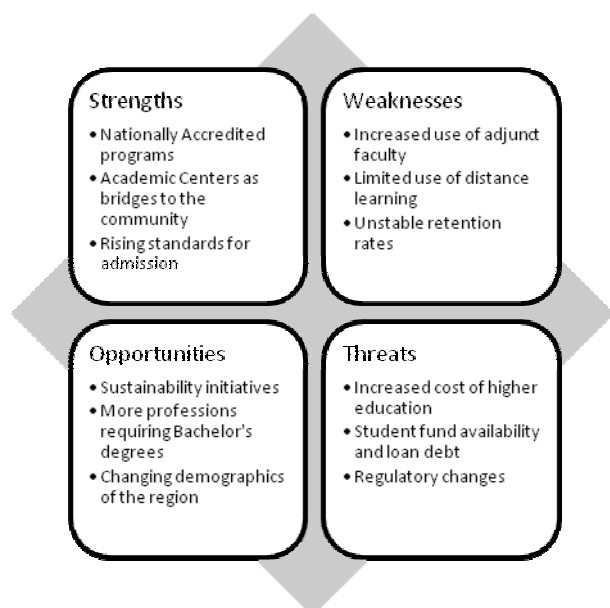 Strengths
• Nationally Accredited
programs
• Academic Centers as
bridges to the
community
• Rising standards for
admission
Weaknesses
• Increased use of adjunct
faculty
• Limited use of distance
learning
• Unstable retention
rates
Opportunities
• Sustainability initiatives
• More professions
requiring Bachelor's
degrees
• Changing demographics
of the region
Threats
• Increased cost of higher
education
• Student fund availability
and loan debt
• Regulatory changes